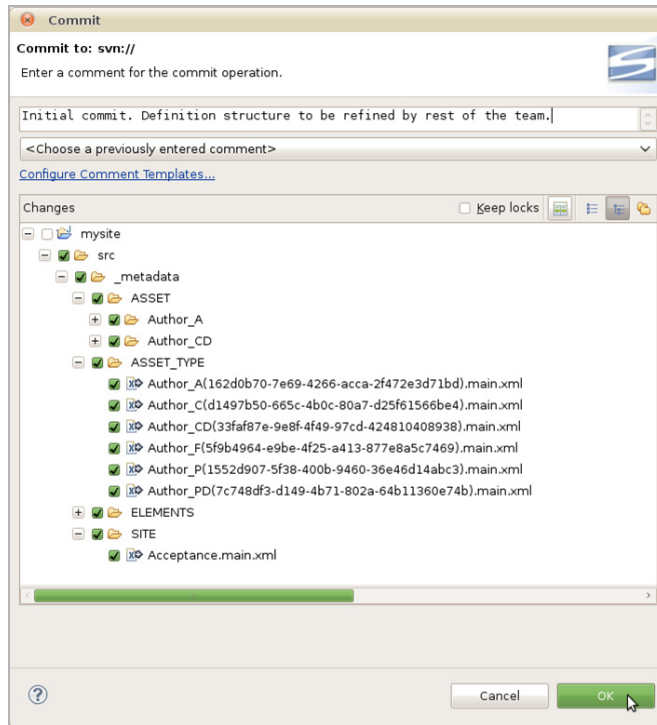 Commit
Commit to: svn://
Enter a comment for the commit operation.
Initial commit. Definition structure to be refined by rest of the team.
<Choose a previously entered comment>
Configure Comment Templates...
Changes Keep locks
mysite
src
_metadata
ASSET
Author_A
Author_CD
ASSET_TYPE
Author_A(162d0b70-7e69-4266-acca-2f472e3d71bd).main.xml
Author_C(d1497b50-665c-4b0c-80a7-d25f61566be4).main.xml
Author_CD(33faf87e-9e8f-4f49-97cd-424810408938).main.xml
Author_F(5f9b4964-e9be-4f25-a413-877e8a5c7469).main.xml
Author_P(1552d907-5f38-400b-9460-36e46d14abc3).main.xml
Author_PD(7c748df3-d149-4b71-802a-64b11360e74b).main.xml
ELEMENTS
SITE
Acceptance.main.xml
Cancel OK